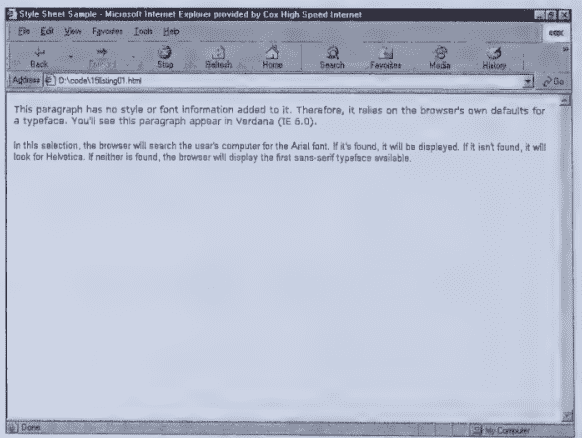 Style Sheet Sample - Microsoft Internet Explorer provided by Cox High Speed Internet
File Edit View Favorites Tools Help
Back Stop Refresh Home Search Favorites Media History
Address D:\code\15listing01.html Go
This paragraph has no style or font information added to it. Therefore, it relies on the browser's own defaults for
a typeface. You'll see this paragraph appear in Verdana (IE 6.0).
In this selection, the browser will search the user's computer for the Arial font. If it's found, it will be displayed. If it isn't found, it will
look for Helvetica. If neither is found, the browser will display the first sans-serif typeface available.
Done My Computer